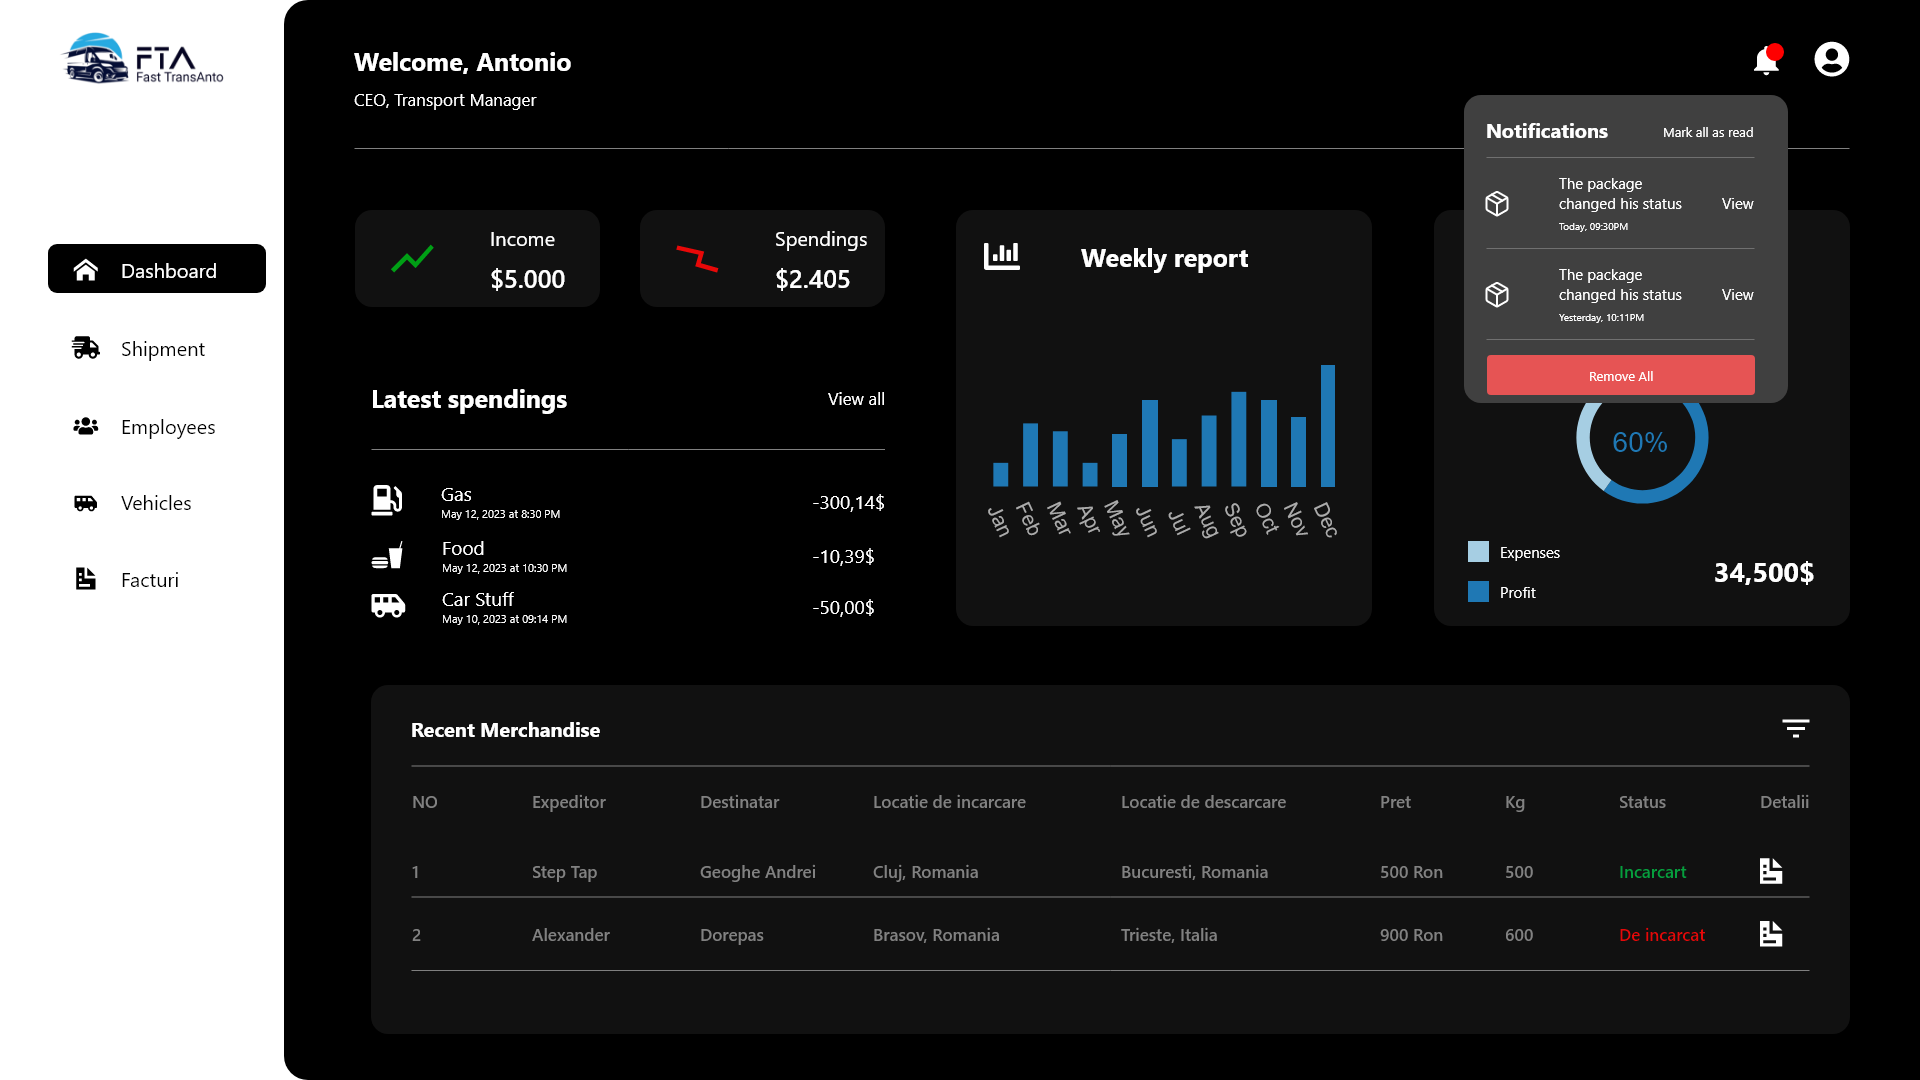 FTA
Fast TransAnto
Dashboard
Shipment
Employees
Vehicles
Facturi
Welcome, Antonio
CEO, Transport Manager
Notifications
Mark all as read
The package
changed his status
Today, 09:30PM
View
The package
changed his status
Yesterday, 10:11PM
View
Remove All
Income
$5.000
Spendings
$2.405
Latest spendings
View all
Gas
May 12, 2023 at 8:30 PM
-300,14$
Food
May 12, 2023 at 10:30 PM
-10,39$
Car Stuff
May 10, 2023 at 09:14 PM
-50,00$
Weekly report
Jan Feb Mar Apr May Jun Jul Aug Sep Oct Nov Dec
60%
Expenses
Profit
34,500$
Recent Merchandise
NO Expeditor Destinatar Locatie de incarcare Locatie de descarcare Pret Kg Status Detalii
1 Step Tap Geoghe Andrei Cluj, Romania Bucuresti, Romania 500 Ron 500 Incarcart
2 Alexander Dorepas Brasov, Romania Trieste, Italia 900 Ron 600 De incarcat